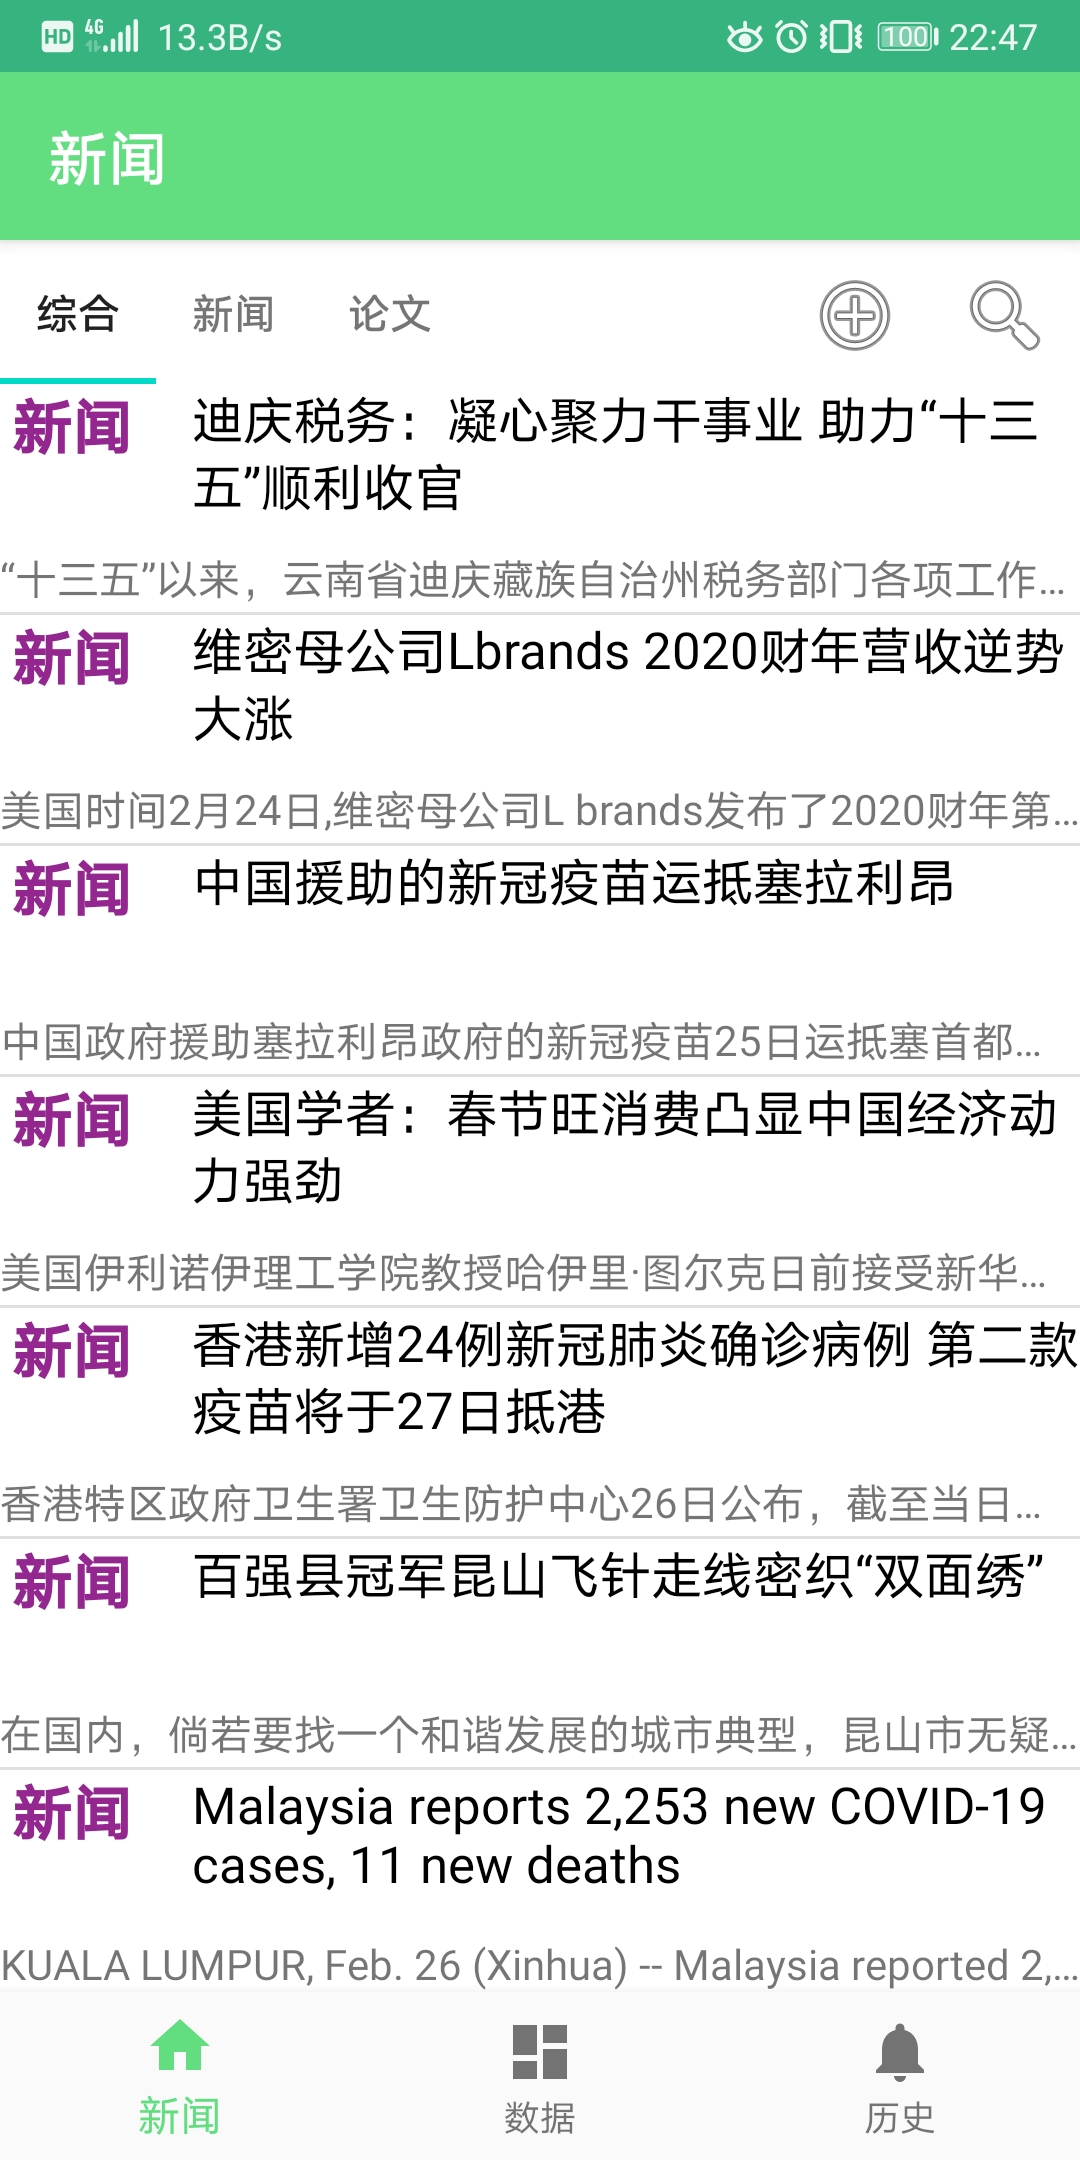 HD 4G 13.3B/s 100 22:47
新闻
综合 新闻 论文
新闻 迪庆税务：凝心聚力干事业 助力“十三
五”顺利收官
“十三五”以来，云南省迪庆藏族自治州税务部门各项工作...
新闻 维密母公司Lbrands 2020财年营收逆势
大涨
美国时间2月24日,维密母公司L brands发布了2020财年第...
新闻 中国援助的新冠疫苗运抵塞拉利昂
中国政府援助塞拉利昂政府的新冠疫苗25日运抵塞首都...
新闻 美国学者：春节旺消费凸显中国经济动
力强劲
美国伊利诺伊理工学院教授哈伊里·图尔克日前接受新华...
新闻 香港新增24例新冠肺炎确诊病例 第二款
疫苗将于27日抵港
香港特区政府卫生署卫生防护中心26日公布，截至当日...
新闻 百强县冠军昆山飞针走线密织“双面绣”
在国内，倘若要找一个和谐发展的城市典型，昆山市无疑...
新闻 Malaysia reports 2,253 new COVID-19
cases, 11 new deaths
KUALA LUMPUR, Feb. 26 (Xinhua) -- Malaysia reported 2,...
新闻 数据 历史